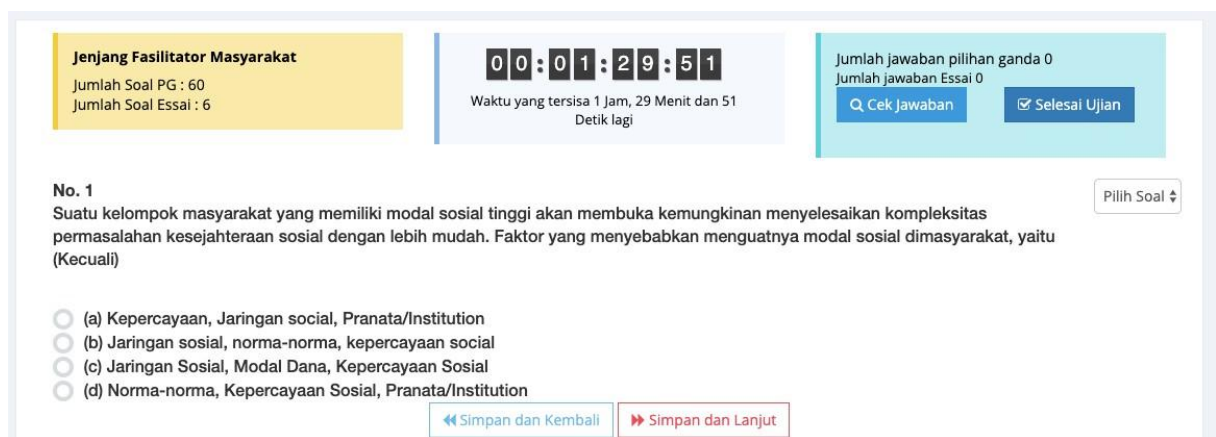 Jenjang Fasilitator Masyarakat
Jumlah Soal PG : 60
Jumlah Soal Essai : 6
00:01:29:51
Waktu yang tersisa 1 Jam, 29 Menit dan 51
Detik lagi
Jumlah jawaban pilihan ganda 0
Jumlah jawaban Essai 0
Cek Jawaban
Selesai Ujian
No. 1
Pilih Soal
Suatu kelompok masyarakat yang memiliki modal sosial tinggi akan membuka kemungkinan menyelesaikan kompleksitas
permasalahan kesejahteraan sosial dengan lebih mudah. Faktor yang menyebabkan menguatnya modal sosial dimasyarakat, yaitu
(Kecuali)
(a) Kepercayaan, Jaringan social, Pranata/Institution
(b) Jaringan sosial, norma-norma, kepercayaan social
(c) Jaringan Sosial, Modal Dana, Kepercayaan Sosial
(d) Norma-norma, Kepercayaan Sosial, Pranata/Institution
Simpan dan Kembali
Simpan dan Lanjut